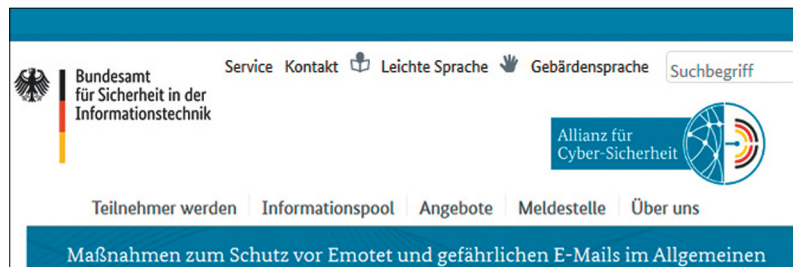 Service Kontakt Leichte Sprache Gebärdensprache Suchbegriff
Bundesamt
für Sicherheit in der
Informationstechnik
Allianz für
Cyber-Sicherheit
Teilnehmer werden Informationspool Angebote Meldestelle Über uns
Maßnahmen zum Schutz vor Emotet und gefährlichen E-Mails im Allgemeinen